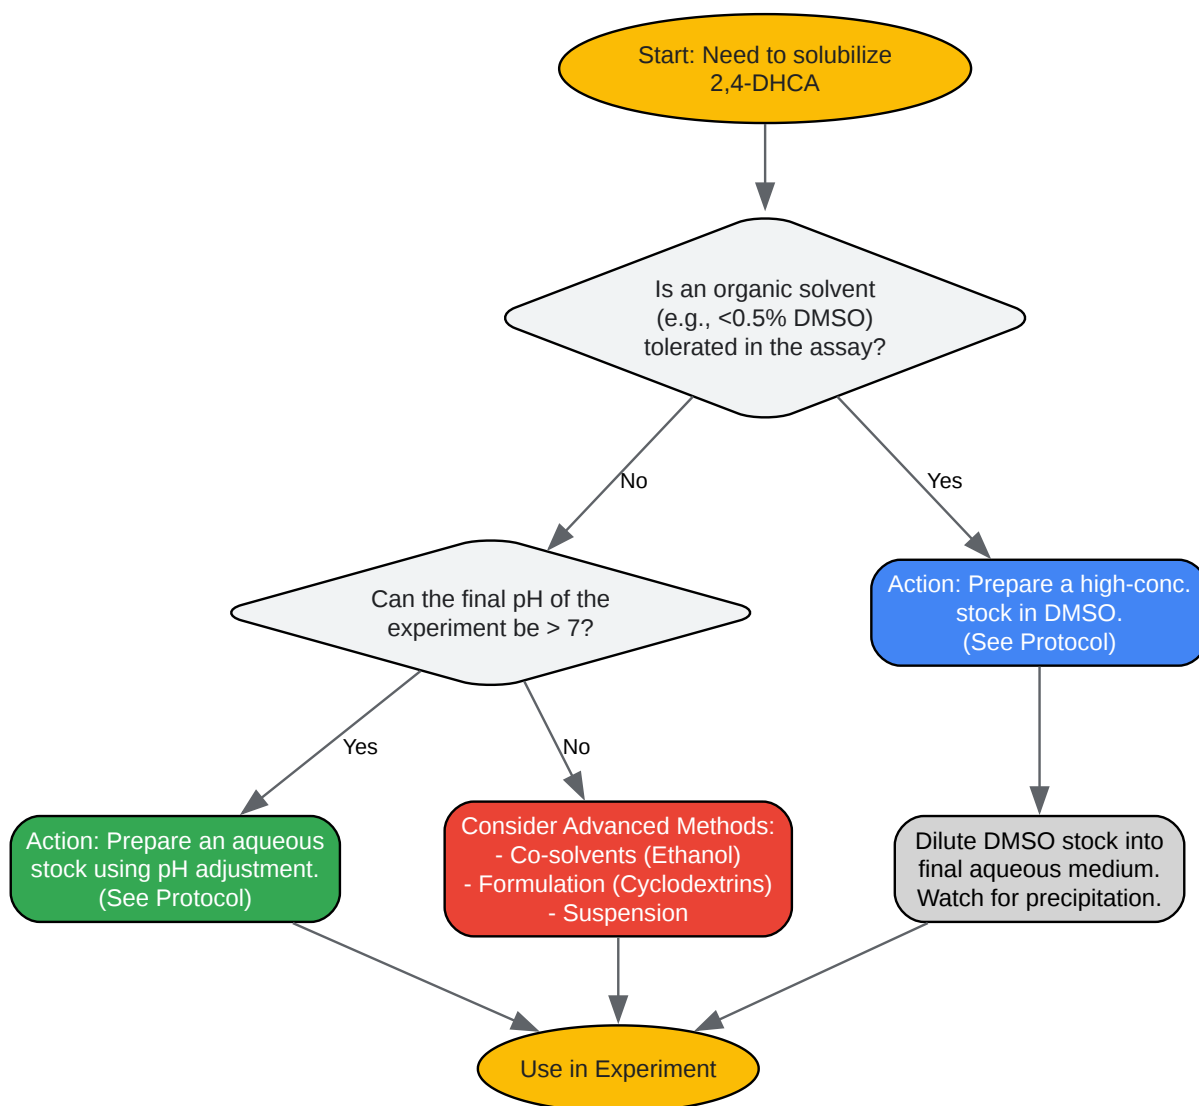 Start: Need to solubilize
2,4-DHCA
Is an organic solvent
(e.g., <0.5% DMSO)
tolerated in the assay?
No
Yes
Can the final pH of the
experiment be > 7?
Action: Prepare a high-conc.
stock in DMSO.
(See Protocol)
Yes
No
Action: Prepare an aqueous
stock using pH adjustment.
(See Protocol)
Consider Advanced Methods:
- Co-solvents (Ethanol)
- Formulation (Cyclodextrins)
- Suspension
Dilute DMSO stock into
final aqueous medium.
Watch for precipitation.
Use in Experiment